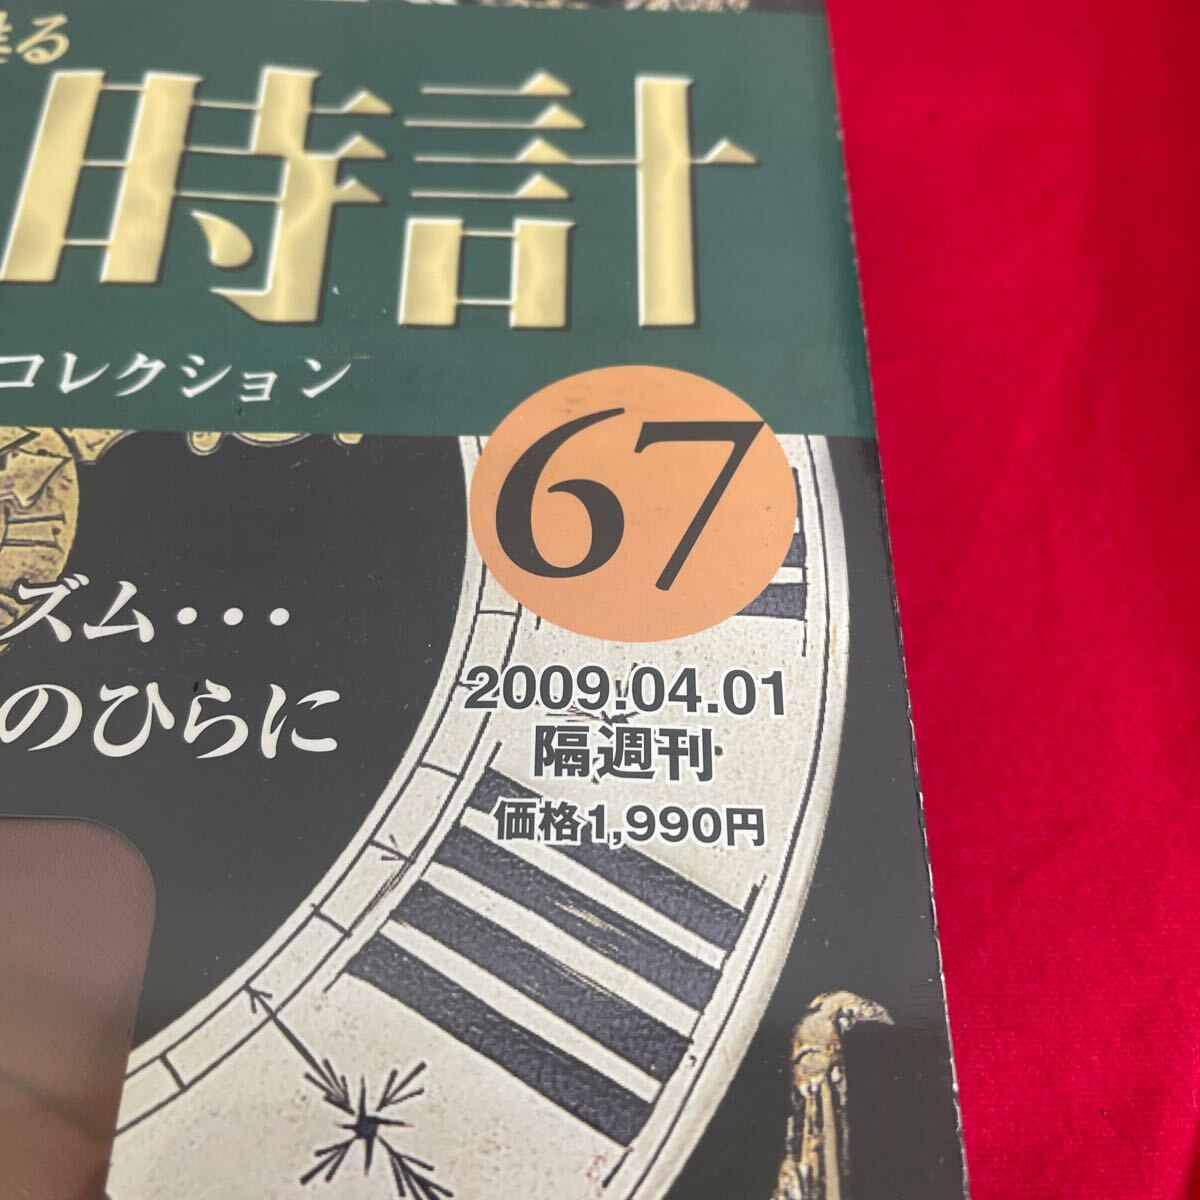 る
時計
コレクション
67
ズム・・・
のひらに
2009.04.01
隔週刊
価格1,990円